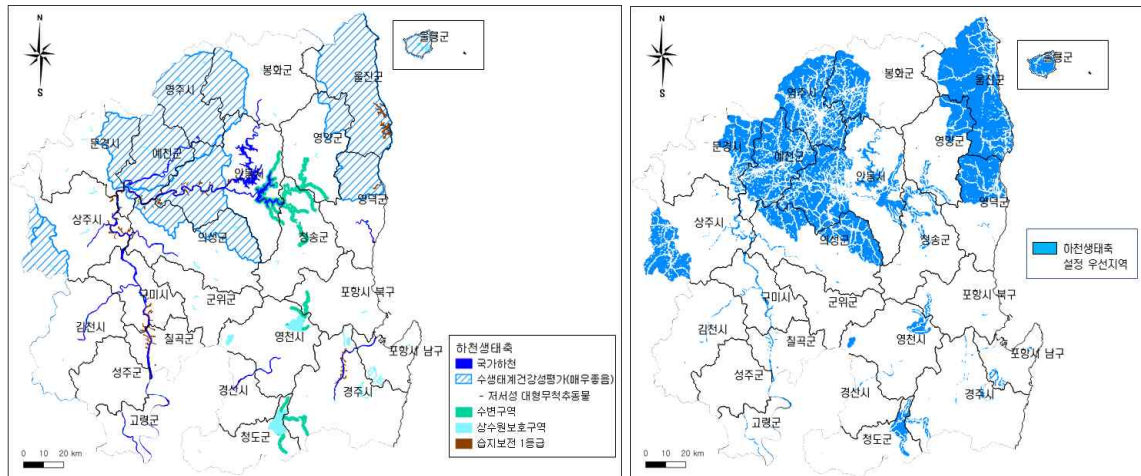 N
S
울릉군
봉화군
울진군
영주시
영양군
문경시
예천군
안동시
영덕군
상주시
청송군
의성군
구미시
군위군
포항시 북구
김천시
칠곡군
영천시
포항시 남구
성주군
경산시
경주시
고령군
청도군
하천생태축
국가하천
수생태계건강성평가(매우좋음)
- 저서성 대형무척추동물
수변구역
상수원보호구역
습지보전 1등급
0 10 20 km
N
S
울릉군
봉화군
울진군
영주시
영양군
문경시
예천군
안동시
영덕군
상주시
청송군
의성군
하천생태축
설정 우선지역
구미시
군위군
포항시 북구
김천시
칠곡군
영천시
포항시 남구
성주군
경산시
경주시
고령군
청도군
0 10 20 km